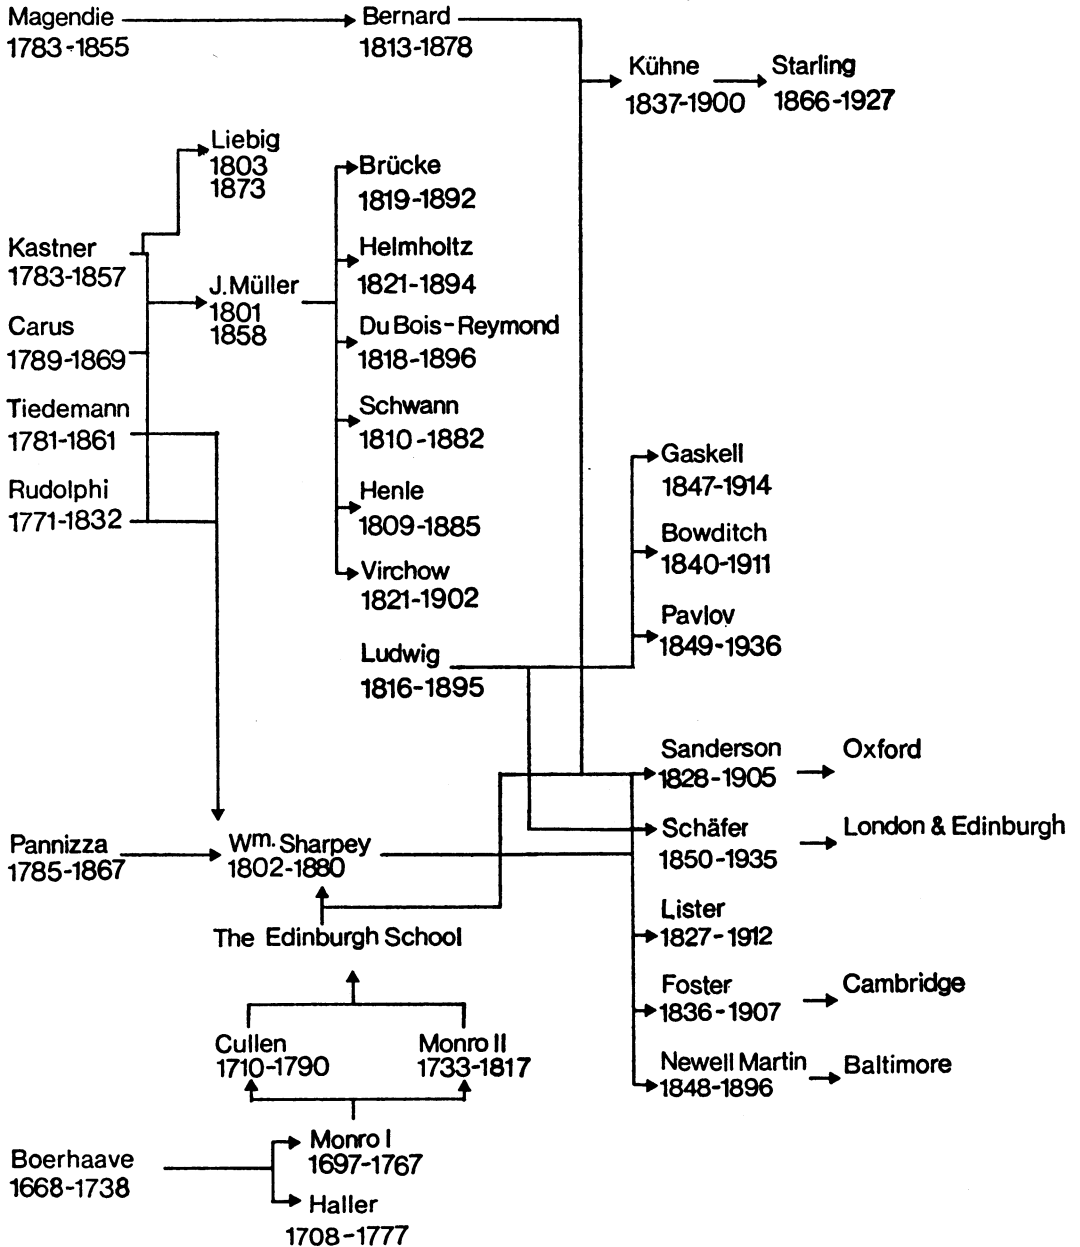 Magendie
1783-1855
Bernard
1813-1878
Kühne
1837-1900
Starling
1866-1927
Liebig
1803
1873
Brücke
1819-1892
Kastner
1783-1857
Helmholtz
1821-1894
J. Müller
1801
1858
Carus
1789-1869
Du Bois-Reymond
1818-1896
Tiedemann
1781-1861
Schwann
1810-1882
Gaskell
1847-1914
Rudolphi
1771-1832
Henle
1809-1885
Bowditch
1840-1911
Virchow
1821-1902
Pavlov
1849-1936
Ludwig
1816-1895
Sanderson
1828-1905
Oxford
Schäfer
1850-1935
London & Edinburgh
Pannizza
1785-1867
Wm. Sharpey
1802-1880
Lister
1827-1912
The Edinburgh School
Foster
1836-1907
Cambridge
Cullen
1710-1790
Monro II
1733-1817
Newell Martin
1848-1896
Baltimore
Monro I
1697-1767
Boerhaave
1668-1738
Haller
1708-1777